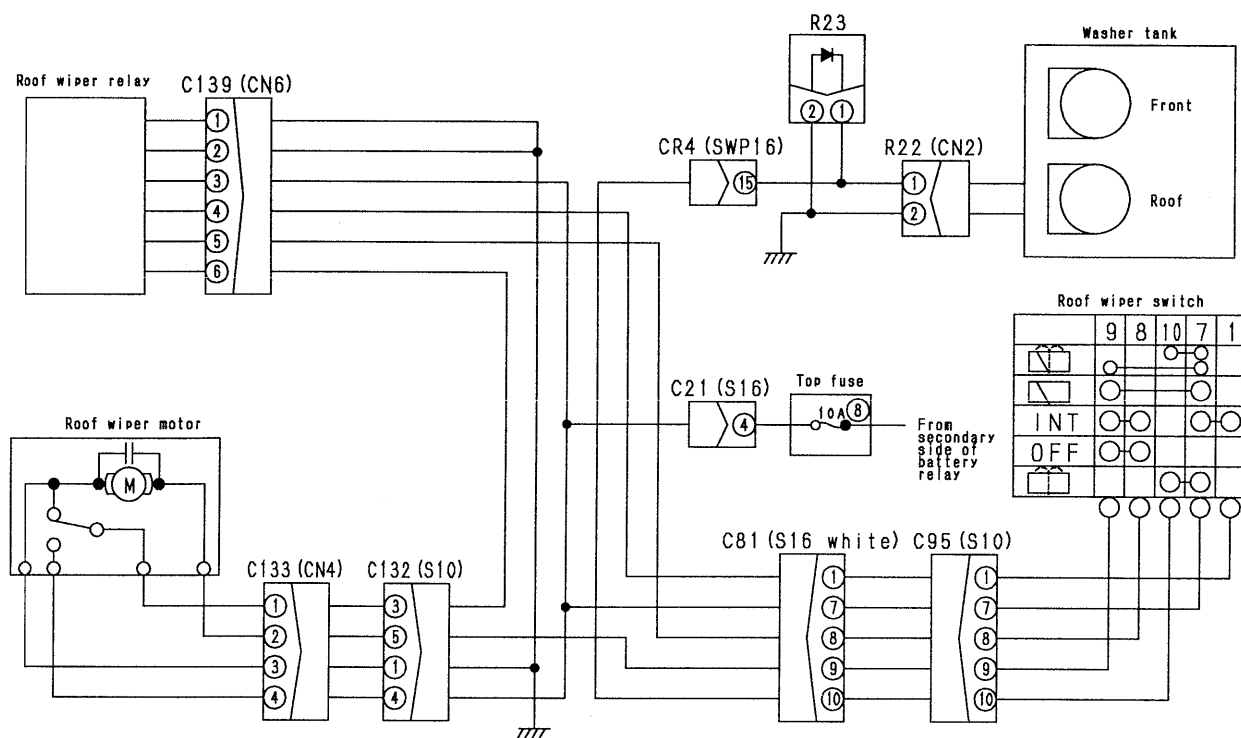 R23
Washer tank
Roof wiper relay
C139 (CN6)
1
2
3
4
5
6
2
1
CR4 (SWP16)
15
R22 (CN2)
1
2
Front
Roof
Roof wiper switch
9 8 10 7 1
INT
OFF
C21 (S16)
4
Top fuse
10A
8
From
secondary
side of
battery
relay
Roof wiper motor
M
C133 (CN4)
1
2
3
4
C132 (S10)
3
5
1
4
C81 (S16 white)
1
7
8
9
10
C95 (S10)
1
7
8
9
10